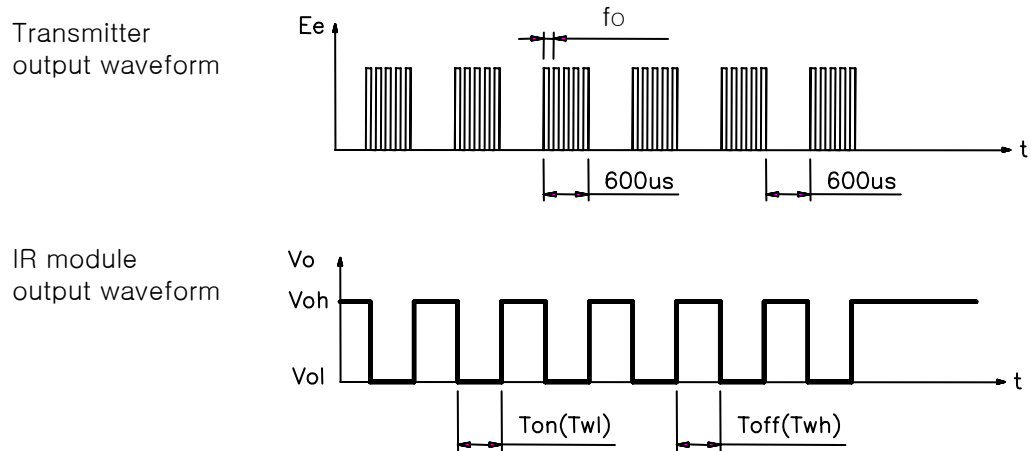 Transmitter
output waveform
Ee
fo
t
600us
600us
IR module
output waveform
Vo
Voh
Vol
t
Ton(Twl)
Toff(Twh)